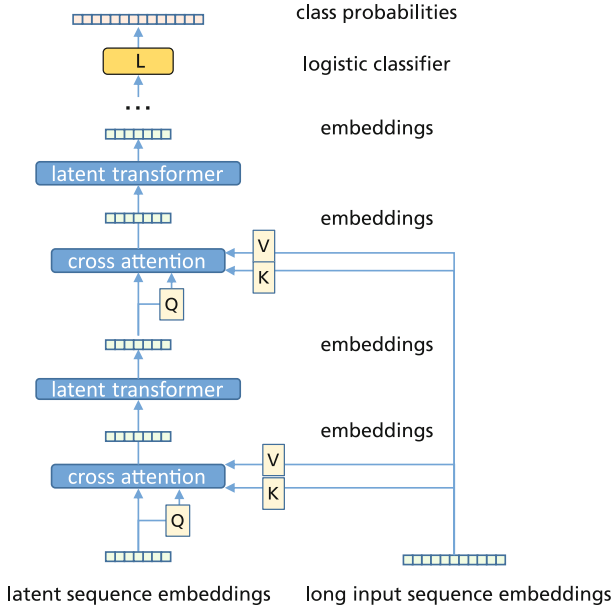 class probabilities
L
logistic classifier
...
embeddings
latent transformer
embeddings
V
cross attention
K
Q
embeddings
latent transformer
embeddings
V
cross attention
K
Q
latent sequence embeddings
long input sequence embeddings